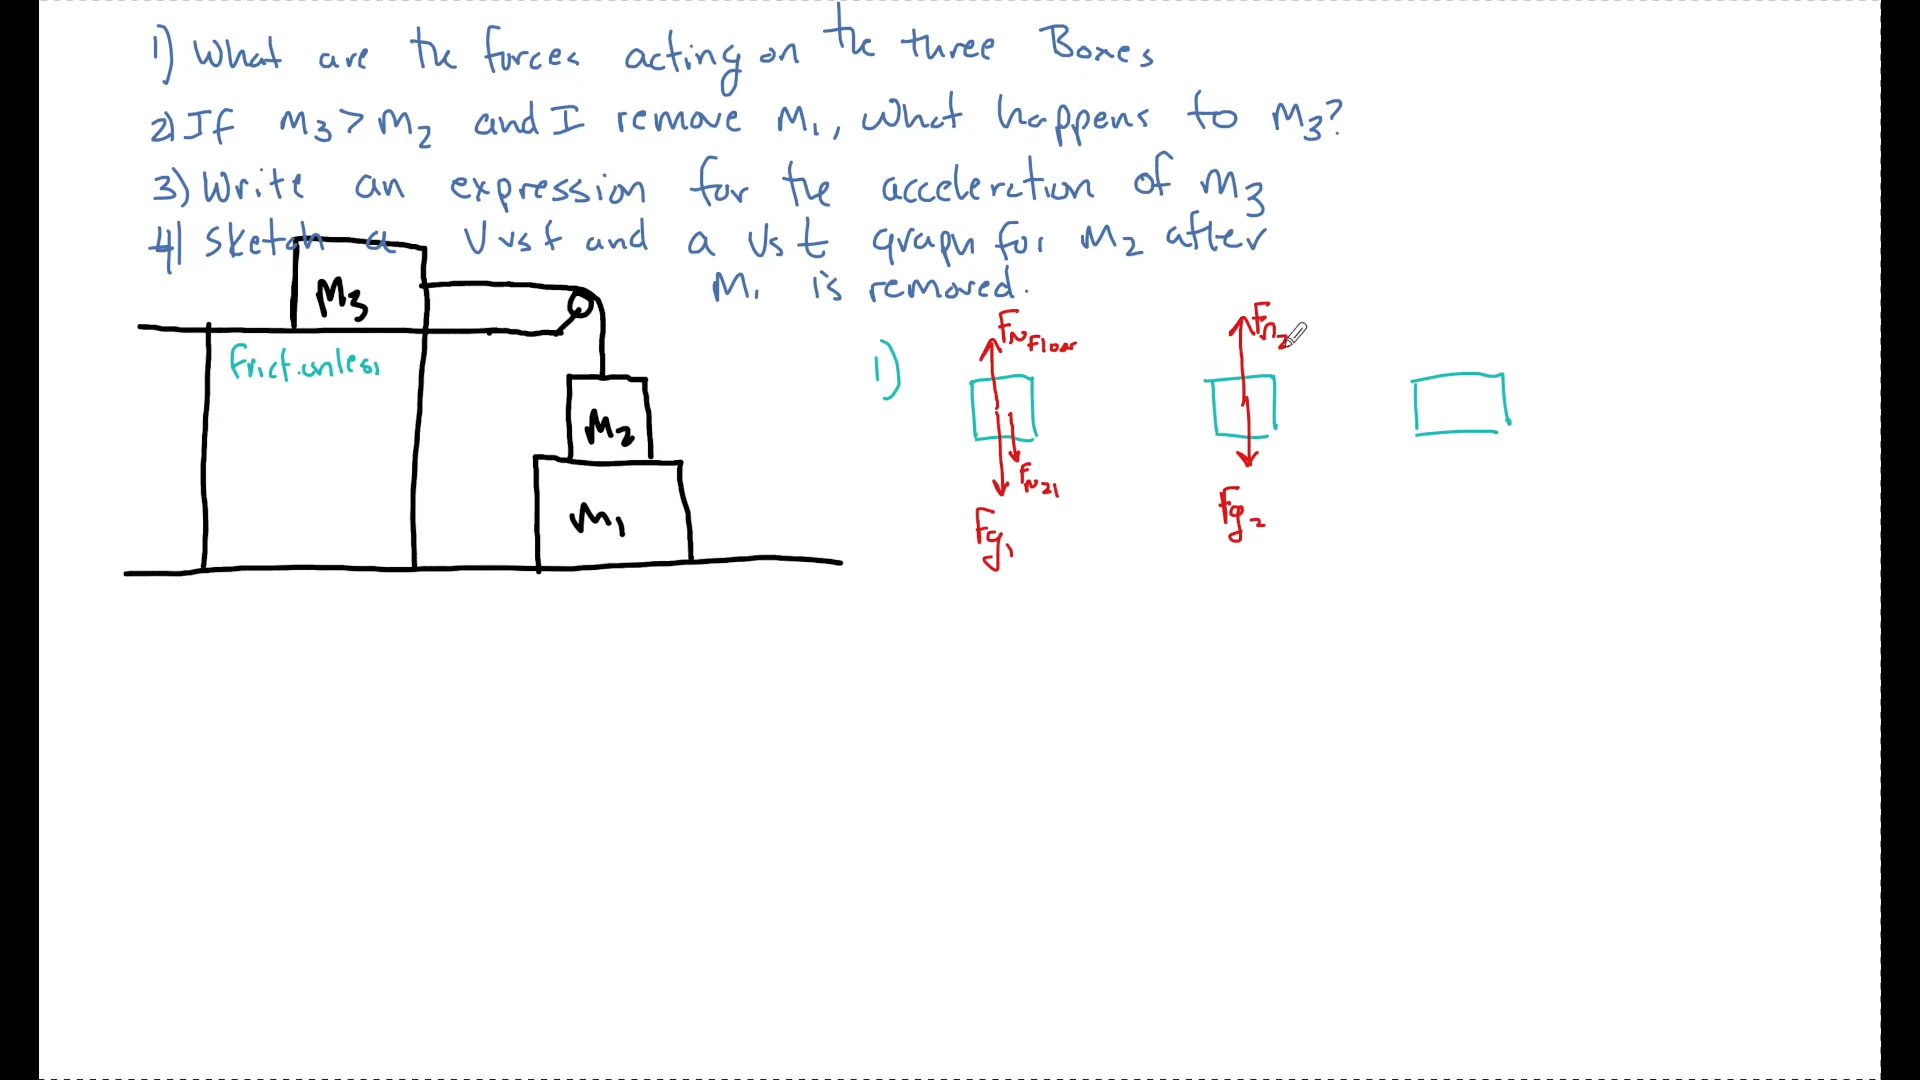 1) What are the forces acting on the three Boxes
2) If M3 > M2 and I remove M1, what happens to M3?
3) Write an expression for the acceleration of M3
4) Sketch a V vs t and a vs t graph for M2 after
M1 is removed.
M3
Frictionless
M2
M1
1)
FN Floor
FN21
Fg1
Fn2
Fg2